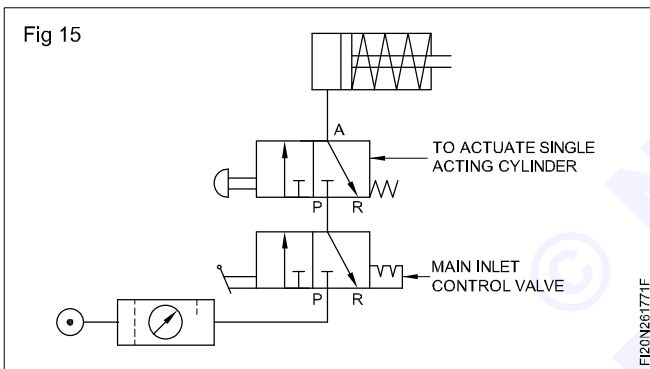 Fig 15
A
TO ACTUATE SINGLE
ACTING CYLINDER
P R
MAIN INLET
CONTROL VALVE
P R
©
FI20N261771F